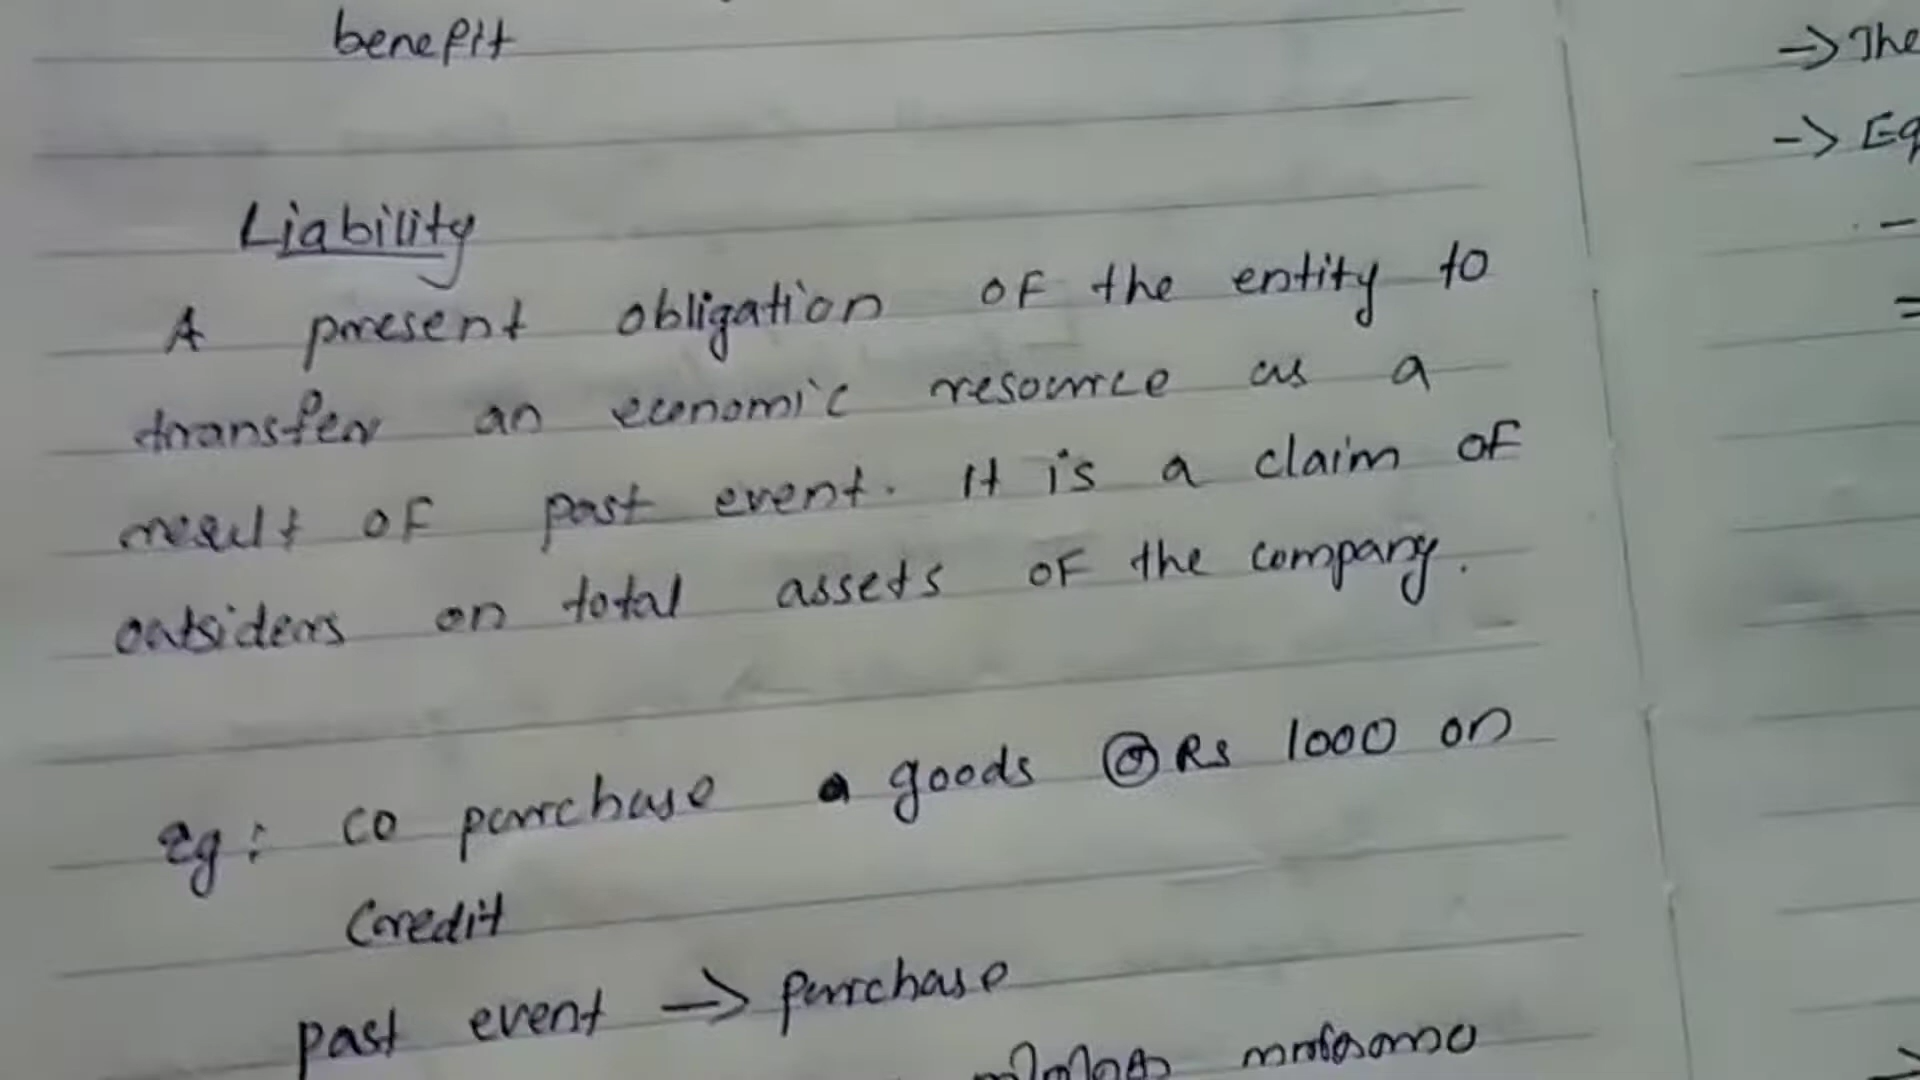 benefit
Liability
A present obligation of the entity to
transfer an economic resource as a
result of past event. It is a claim of
outsiders on total assets of the company.
eg: co purchase a goods @ Rs 1000 on
credit
past event -> purchase
-> The
-> Eq
-
=